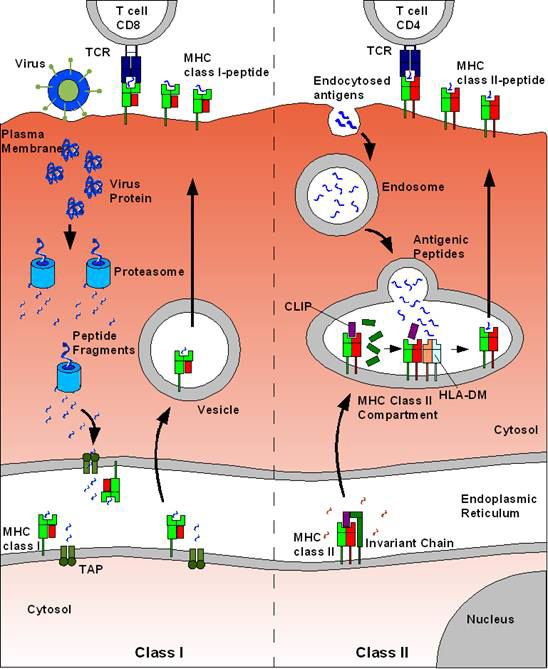 T cell
CD8
TCR
Virus
MHC
class I-peptide
Plasma
Membrane
Virus
Protein
Proteasome
Peptide
Fragments
Vesicle
MHC
class I
TAP
Cytosol
Class I
T cell
CD4
TCR
MHC
class II-peptide
Endocytosed
antigens
Endosome
Antigenic
Peptides
CLIP
HLA-DM
MHC Class II
Compartment
Cytosol
Endoplasmic
Reticulum
MHC
class II
Invariant Chain
Nucleus
Class II